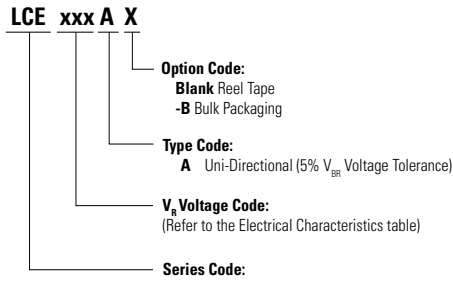 LCE xxx A X
Option Code:
Blank Reel Tape
-B Bulk Packaging
Type Code:
A Uni-Directional (5% VBR Voltage Tolerance)
VR Voltage Code:
(Refer to the Electrical Characteristics table)
Series Code: